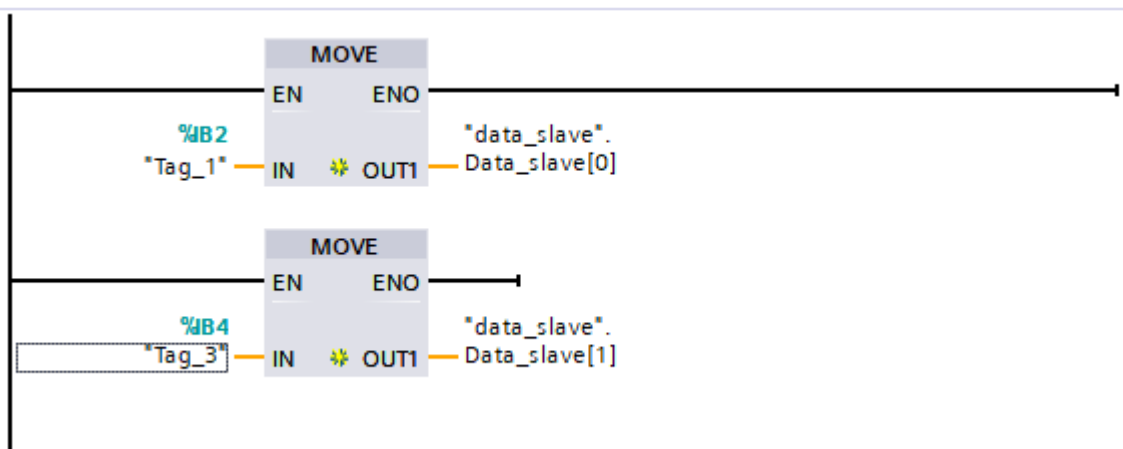 MOVE
EN ENO
%IB2
"Tag_1" IN OUT1
"data_slave".
Data_slave[0]
MOVE
EN ENO
%IB4
"Tag_3" IN OUT1
"data_slave".
Data_slave[1]